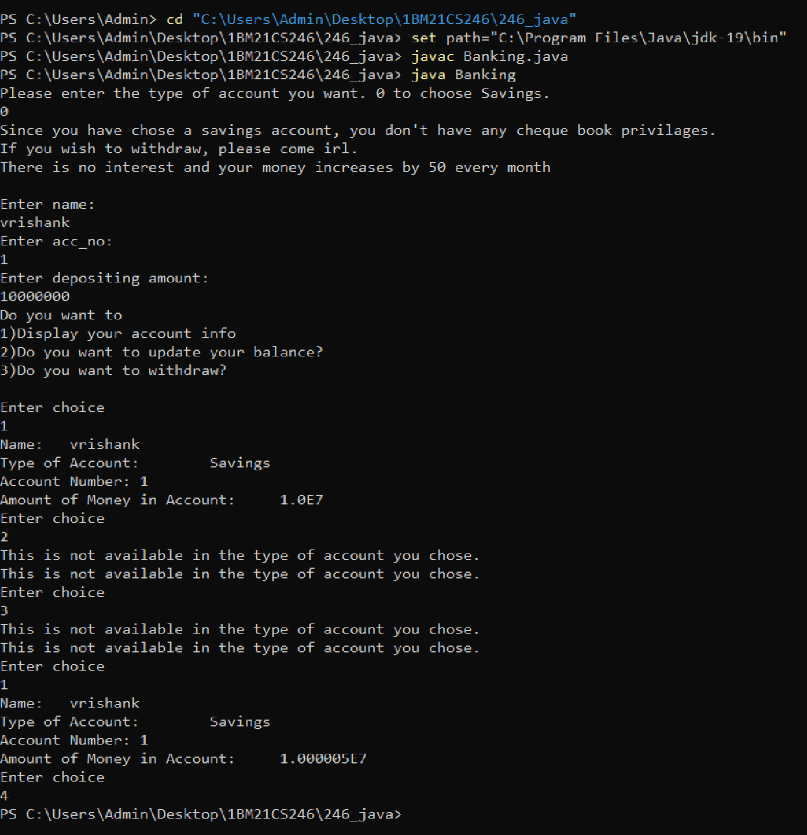 PS C:\Users\Admin> cd "C:\Users\Admin\Desktop\1BM21CS246\246_java"
PS C:\Users\Admin\Desktop\1BM21CS246\246_java> set path="C:\Program Files\Java\jdk-19\bin"
PS C:\Users\Admin\Desktop\1BM21CS246\246_java> javac Banking.java
PS C:\Users\Admin\Desktop\1BM21CS246\246_java> java Banking
Please enter the type of account you want. 0 to choose Savings.
0
Since you have chose a savings account, you don't have any cheque book privilages.
If you wish to withdraw, please come irl.
There is no interest and your money increases by 50 every month
Enter name:
vrishank
Enter acc_no:
1
Enter depositing amount:
10000000
Do you want to
1)Display your account info
2)Do you want to update your balance?
3)Do you want to withdraw?
Enter choice
1
Name:   vrishank
Type of Account:        Savings
Account Number: 1
Amount of Money in Account:     1.0E7
Enter choice
2
This is not available in the type of account you chose.
This is not available in the type of account you chose.
Enter choice
3
This is not available in the type of account you chose.
This is not available in the type of account you chose.
Enter choice
1
Name:   vrishank
Type of Account:        Savings
Account Number: 1
Amount of Money in Account:     1.000005E7
Enter choice
4
PS C:\Users\Admin\Desktop\1BM21CS246\246_java>